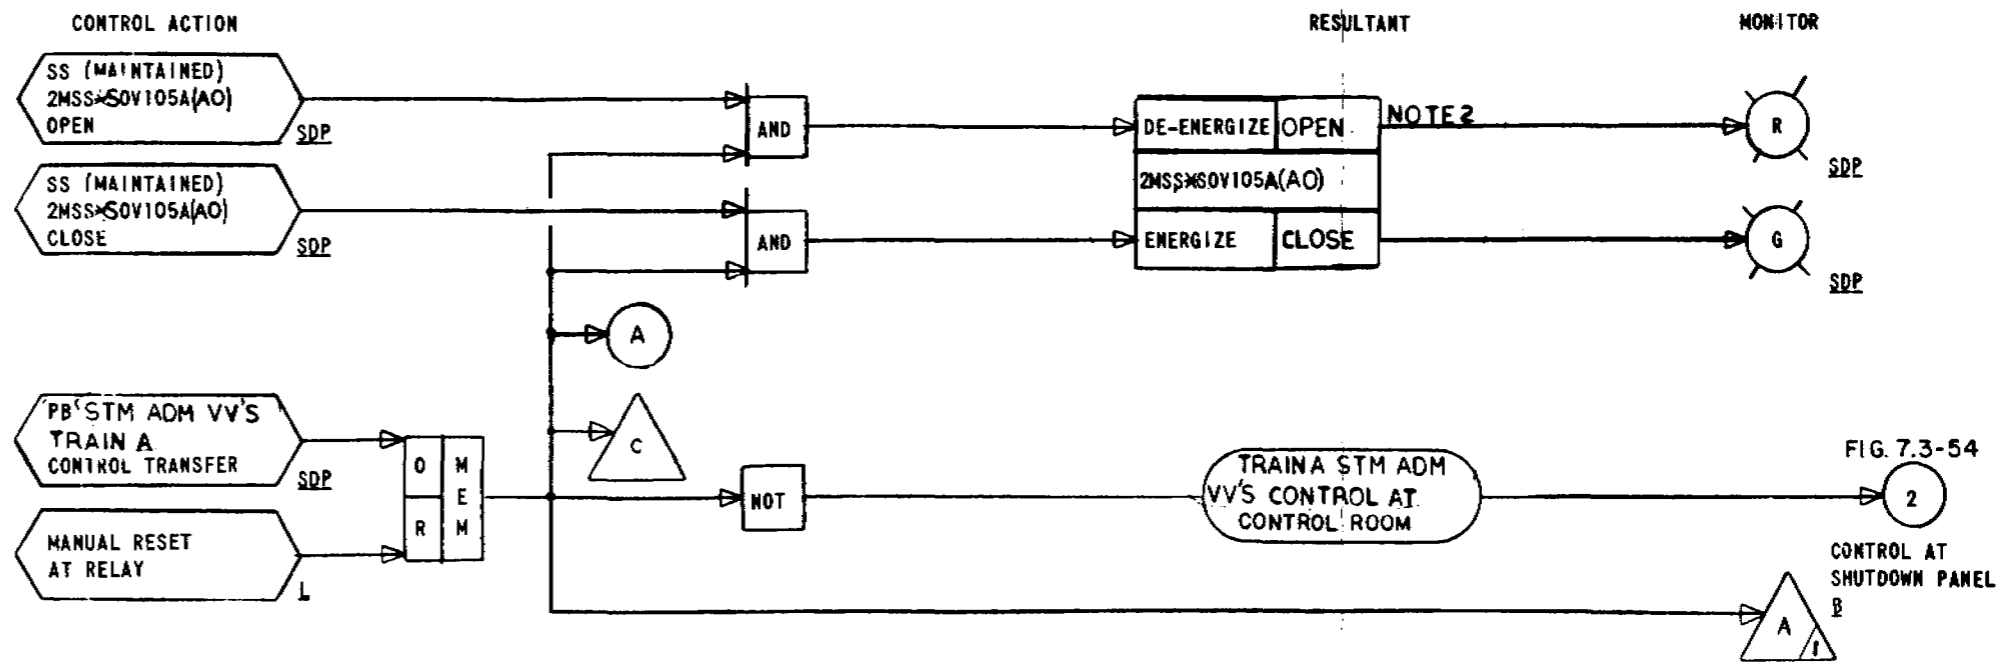 CONTROL ACTION
RESULTANT
MONITOR
SS (MAINTAINED)
2MSS*SOV105A(AO)
OPEN
SDP
AND
DE-ENERGIZE OPEN
NOTE 2
R
SDP
SS (MAINTAINED)
2MSS*SOV105A(AO)
CLOSE
SDP
AND
2MSS*SOV105A(AO)
ENERGIZE CLOSE
G
SDP
A
C
PB STM ADM VV'S
TRAIN A
CONTROL TRANSFER
SDP
MANUAL RESET
AT RELAY
L
O
R
M
E
M
NOT
TRAIN A STM ADM
VV'S CONTROL AT
CONTROL ROOM
FIG. 7.3-54
2
CONTROL AT
SHUTDOWN PANEL
B
A
1